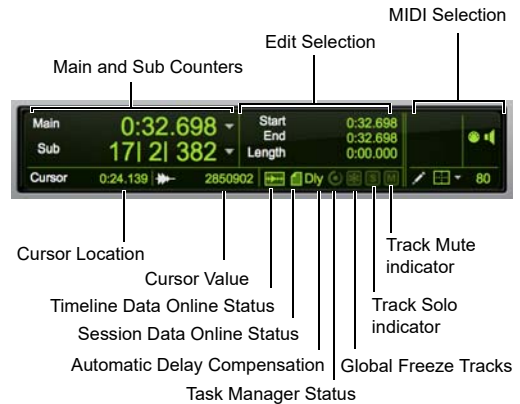 MIDI Selection
Edit Selection
Main and Sub Counters
Main 0:32.698
Sub 17| 2| 382
Start 0:32.698
End 0:32.698
Length 0:00.000
Cursor 0:24.139 2850902 Dly S M 80
Cursor Location
Cursor Value
Timeline Data Online Status
Session Data Online Status
Automatic Delay Compensation
Task Manager Status
Global Freeze Tracks
Track Solo
indicator
Track Mute
indicator